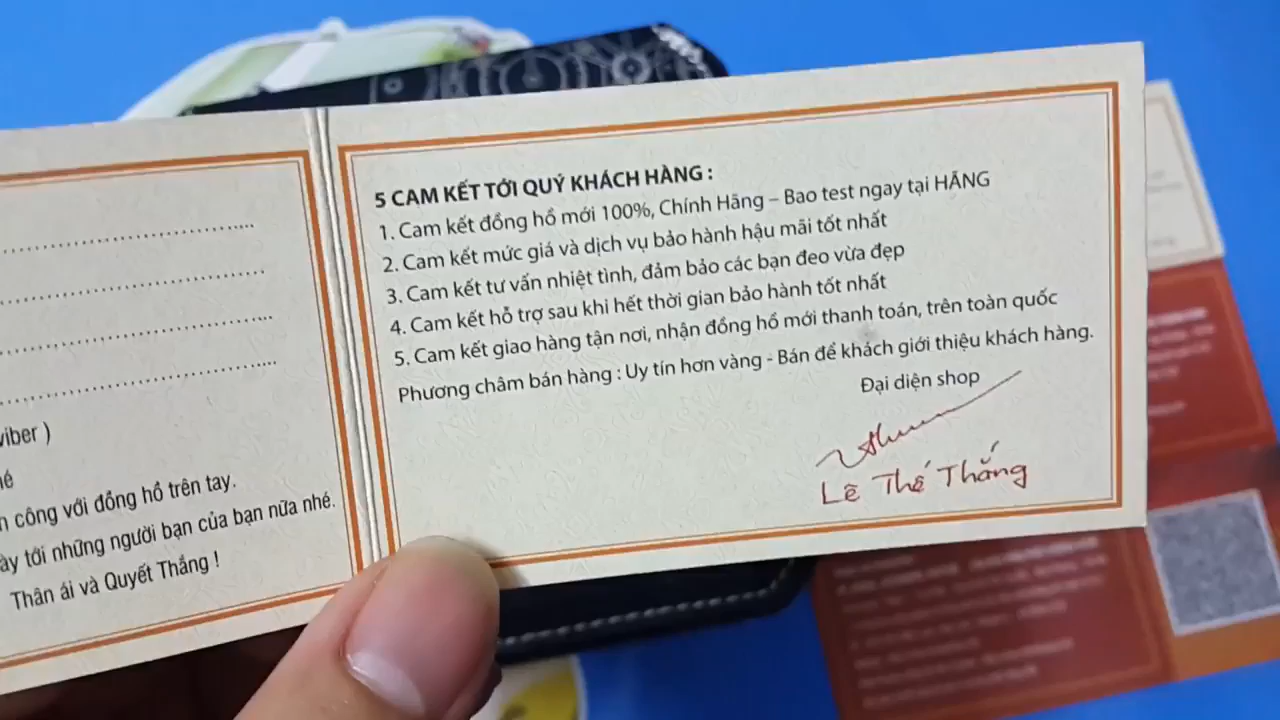 viber )
công với đồng hồ trên tay.
tới những người bạn của bạn nữa nhé.
Thân ái và Quyết Thắng !
5 CAM KẾT TỚI QUÝ KHÁCH HÀNG :
1. Cam kết đồng hồ mới 100%, Chính Hãng – Bao test ngay tại HÃNG
2. Cam kết mức giá và dịch vụ bảo hành hậu mãi tốt nhất
3. Cam kết tư vấn nhiệt tình, đảm bảo các bạn đeo vừa đẹp
4. Cam kết hỗ trợ sau khi hết thời gian bảo hành tốt nhất
5. Cam kết giao hàng tận nơi, nhận đồng hồ mới thanh toán, trên toàn quốc
Phương châm bán hàng : Uy tín hơn vàng - Bán để khách giới thiệu khách hàng.
Đại diện shop
Lê Thế Thắng